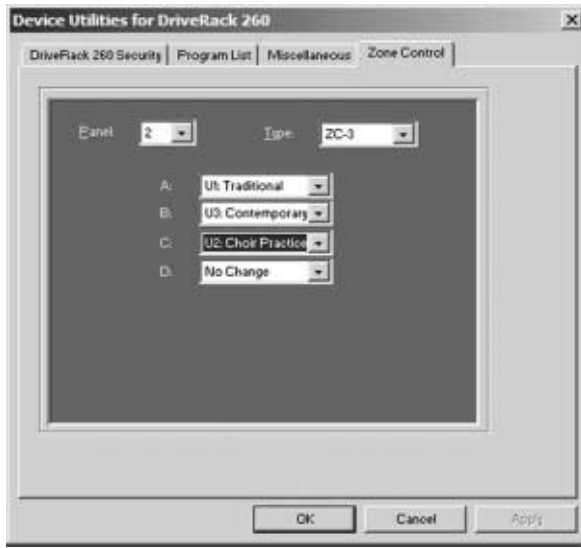 Device Utilities for DriveRack 260
DriveRack 260 Security Program List Miscellaneous Zone Control
Panel: 2 Type: ZC-3
A: U1: Traditional
B: U3: Contemporary
C: U2: Choir Practice
D: No Change
OK Cancel Apply